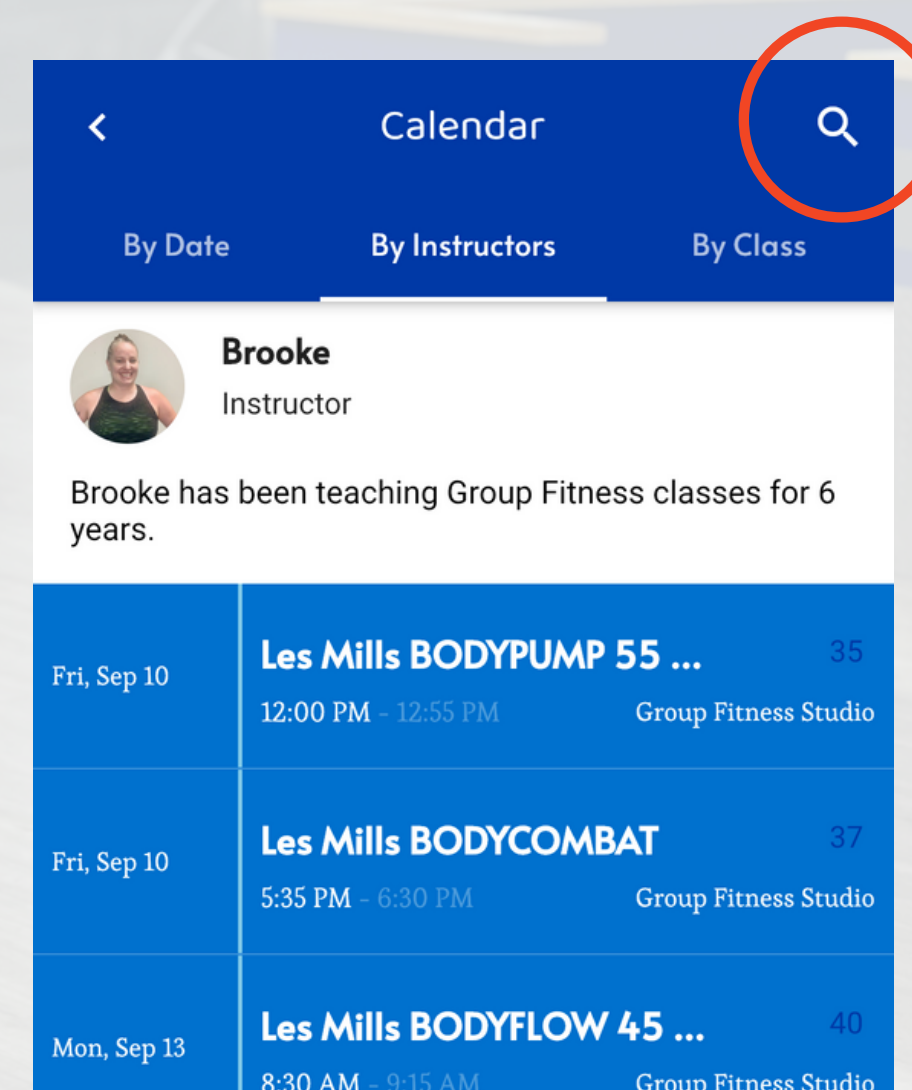 Calendar
By Date By Instructors By Class
Brooke
Instructor
Brooke has been teaching Group Fitness classes for 6
years.
Les Mills BODYPUMP 55 ... 35
Fri, Sep 10
12:00 PM - 12:55 PM Group Fitness Studio
Les Mills BODYCOMBAT 37
Fri, Sep 10
5:35 PM - 6:30 PM Group Fitness Studio
Les Mills BODYFLOW 45 ... 40
Mon, Sep 13
8:30 AM - 9:15 AM Group Fitness Studio